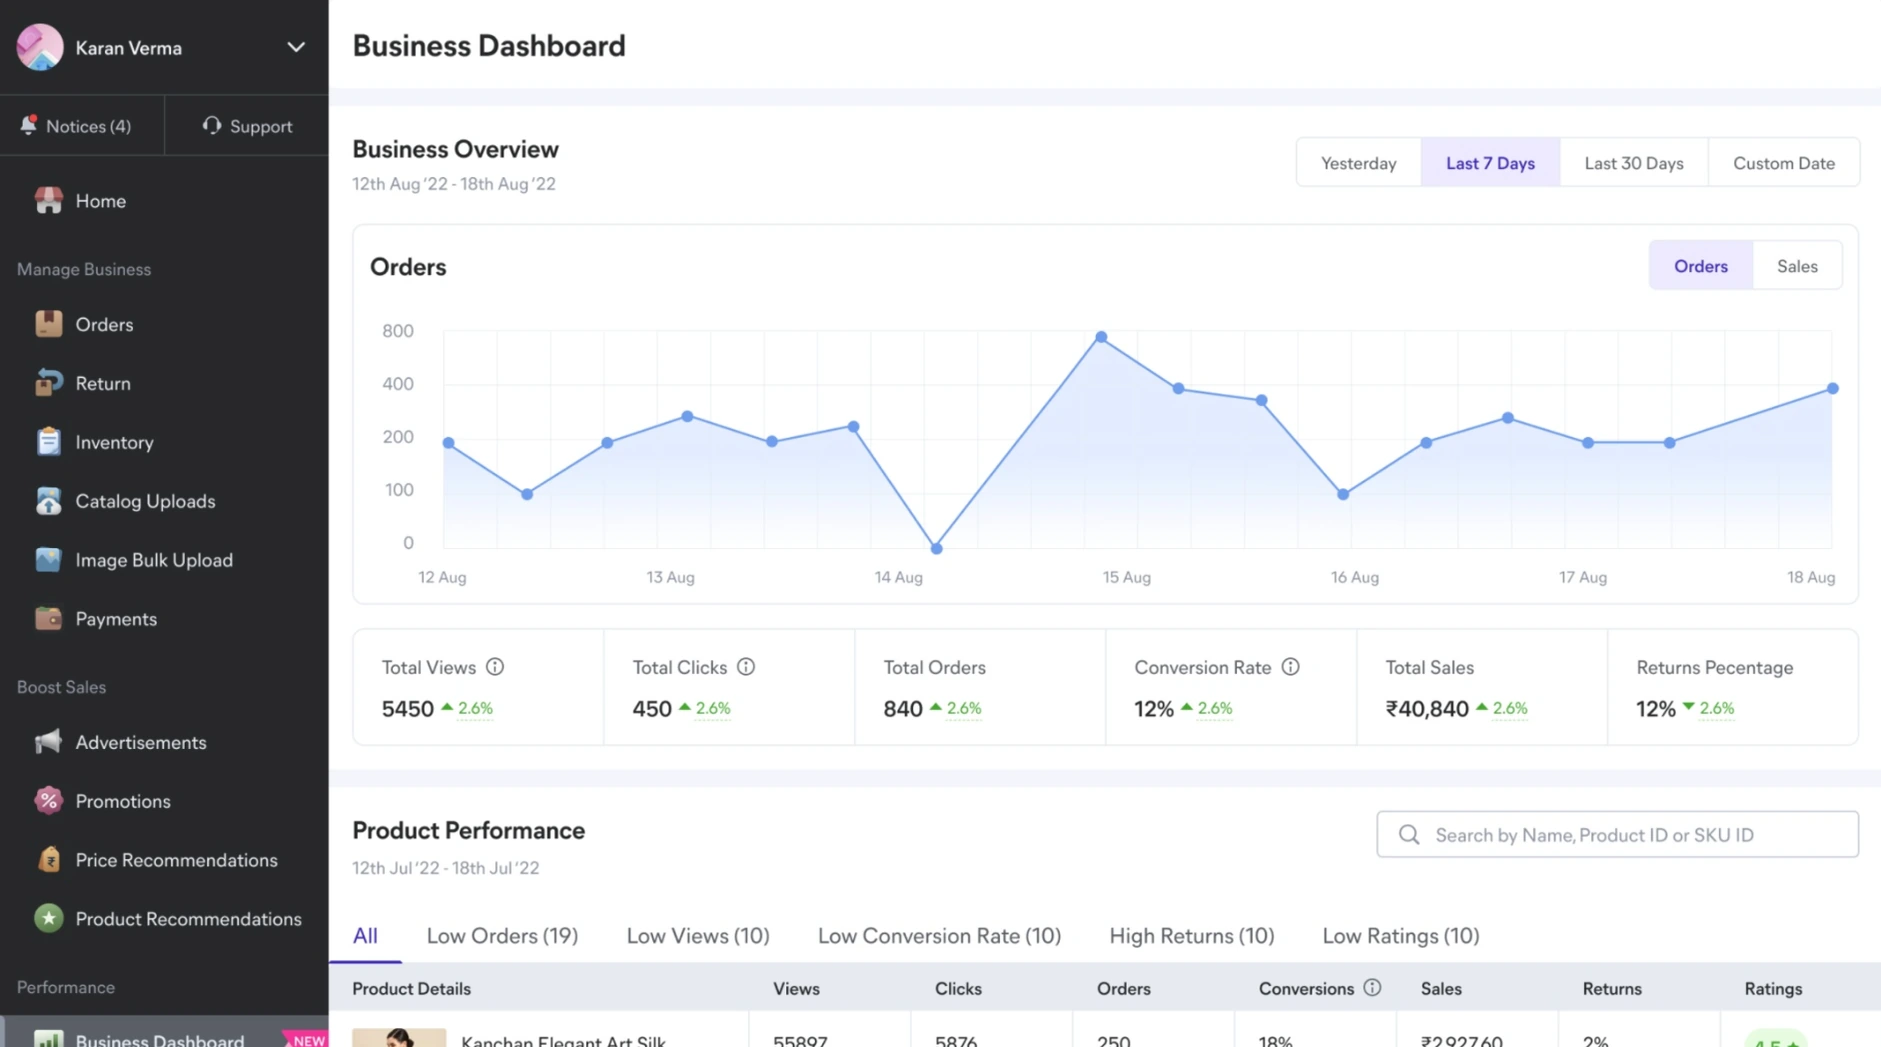 Karan Verma
Notices (4)
Support
Home
Manage Business
Orders
Return
Inventory
Catalog Uploads
Image Bulk Upload
Payments
Boost Sales
Advertisements
Promotions
Price Recommendations
Product Recommendations
Performance
Business Dashboard
NEW
Business Dashboard
Business Overview
12th Aug '22 - 18th Aug '22
Yesterday
Last 7 Days
Last 30 Days
Custom Date
Orders
Orders
Sales
800
400
200
100
0
12 Aug
13 Aug
14 Aug
15 Aug
16 Aug
17 Aug
18 Aug
Total Views
5450 2.6%
Total Clicks
450 2.6%
Total Orders
840 2.6%
Conversion Rate
12% 2.6%
Total Sales
₹40,840 2.6%
Returns Pecentage
12% 2.6%
Product Performance
12th Jul '22 - 18th Jul '22
Search by Name, Product ID or SKU ID
All
Low Orders (19)
Low Views (10)
Low Conversion Rate (10)
High Returns (10)
Low Ratings (10)
Product Details
Views
Clicks
Orders
Conversions
Sales
Returns
Ratings
Kanchan Elegant Art Silk
55897
5876
250
18%
₹2,927.60
2%
4.5